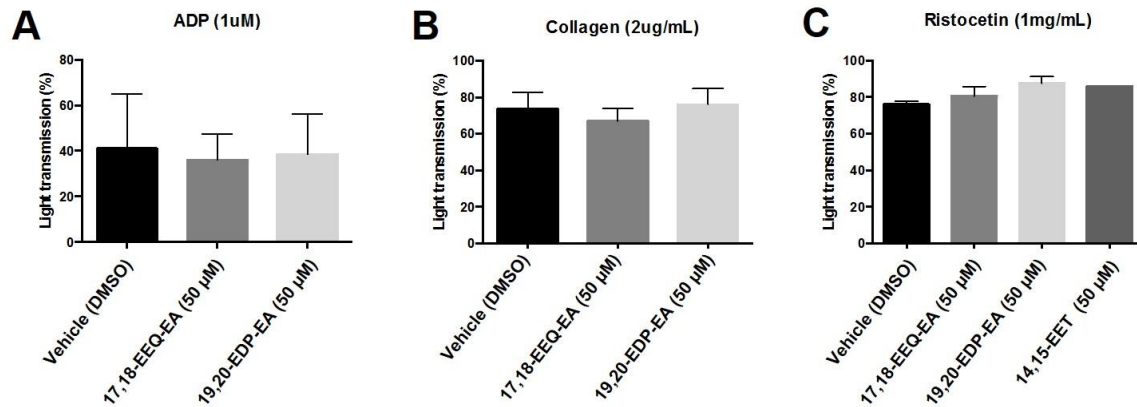 A
ADP (1uM)
Light transmission (%)
80
60
40
20
0
Vehicle (DMSO)
17,18-EEQ-EA (50 µM)
19,20-EDP-EA (50 µM)
B
Collagen (2ug/mL)
Light transmission (%)
100
80
60
40
20
0
Vehicle (DMSO)
17,18-EEQ-EA (50 µM)
19,20-EDP-EA (50 µM)
C
Ristocetin (1mg/mL)
Light transmission (%)
100
80
60
40
20
0
Vehicle (DMSO)
17,18-EEQ-EA (50 µM)
19,20-EDP-EA (50 µM)
14,15-EET (50 µM)